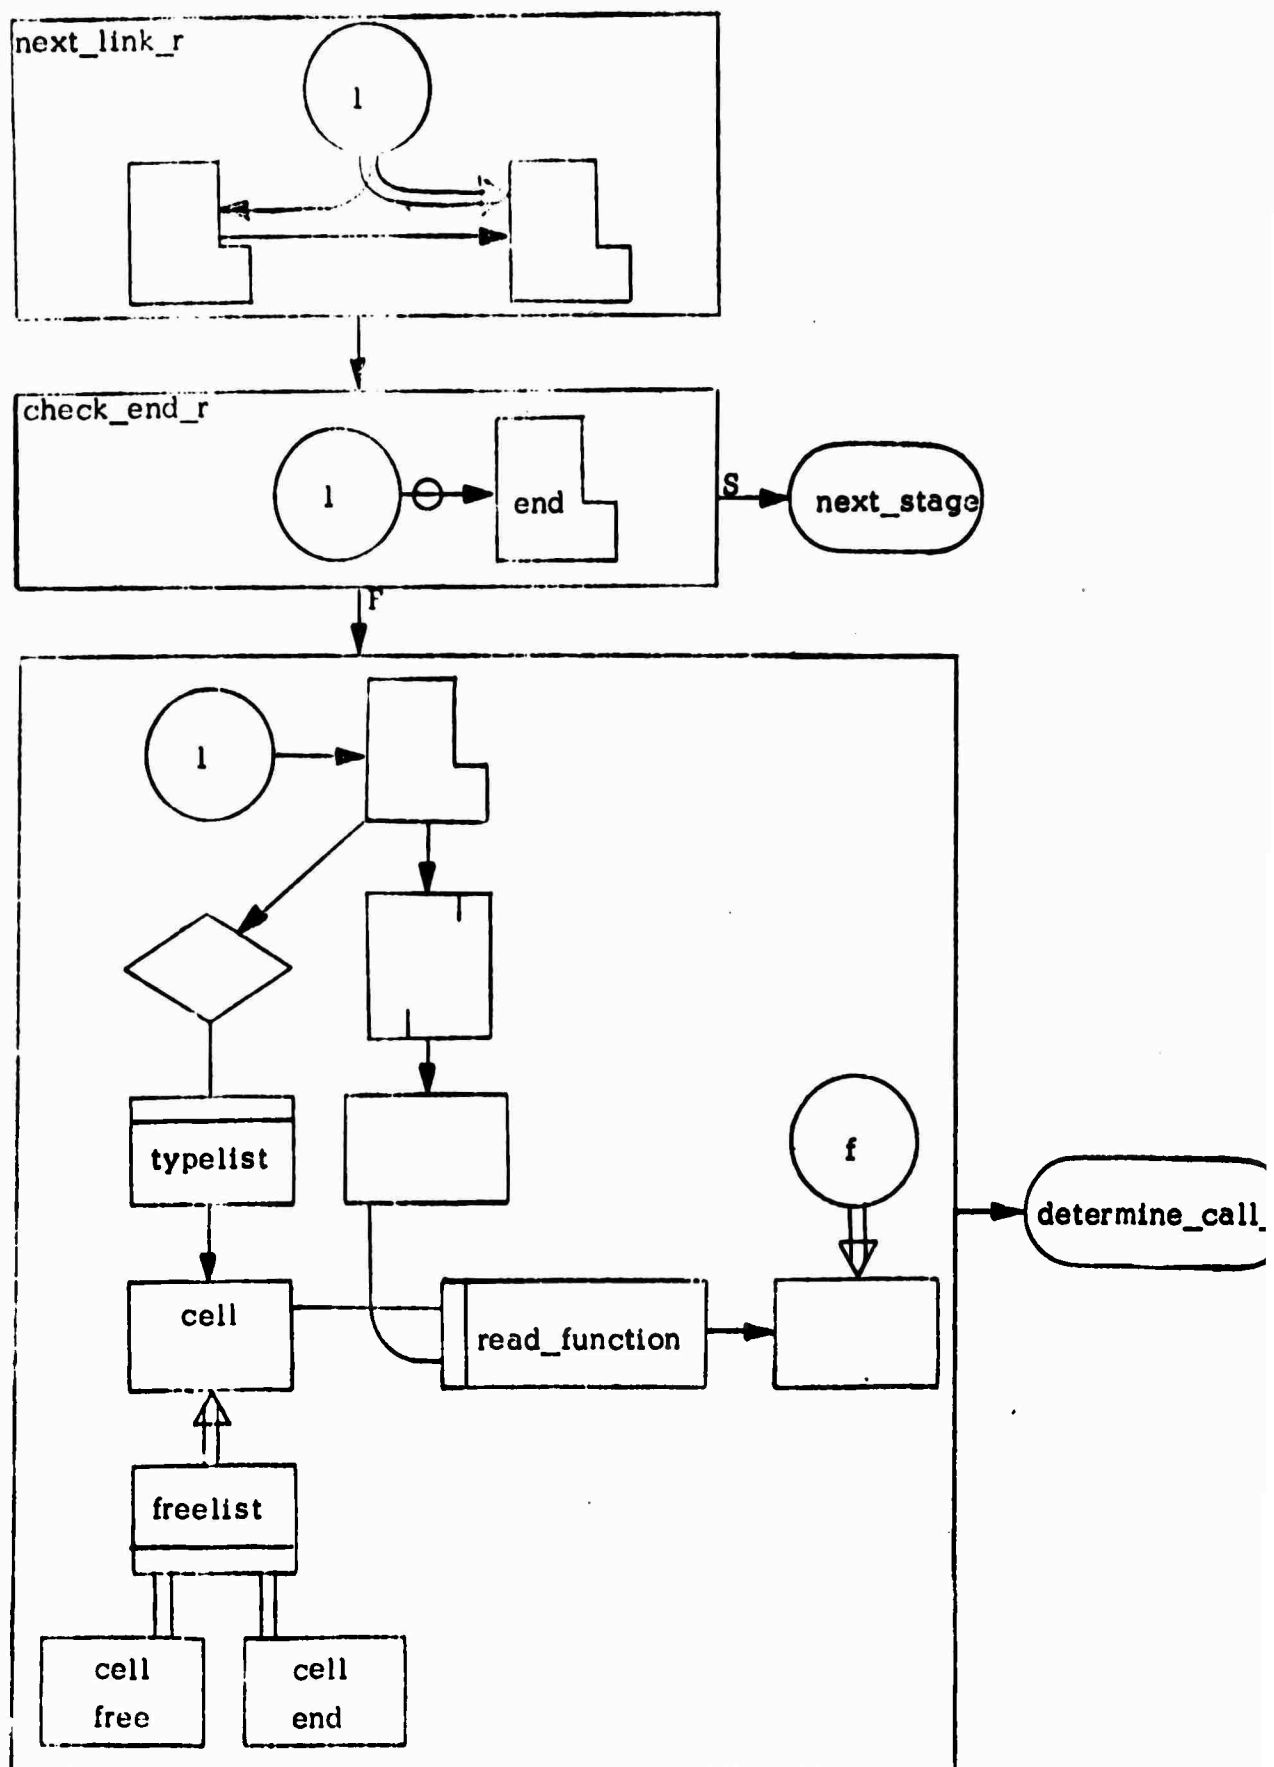 next_link_r
l
check_end_r
l
end
S
next_stage
F
l
typelist
f
determine_call_
cell
read_function
freelist
cell
free
cell
end